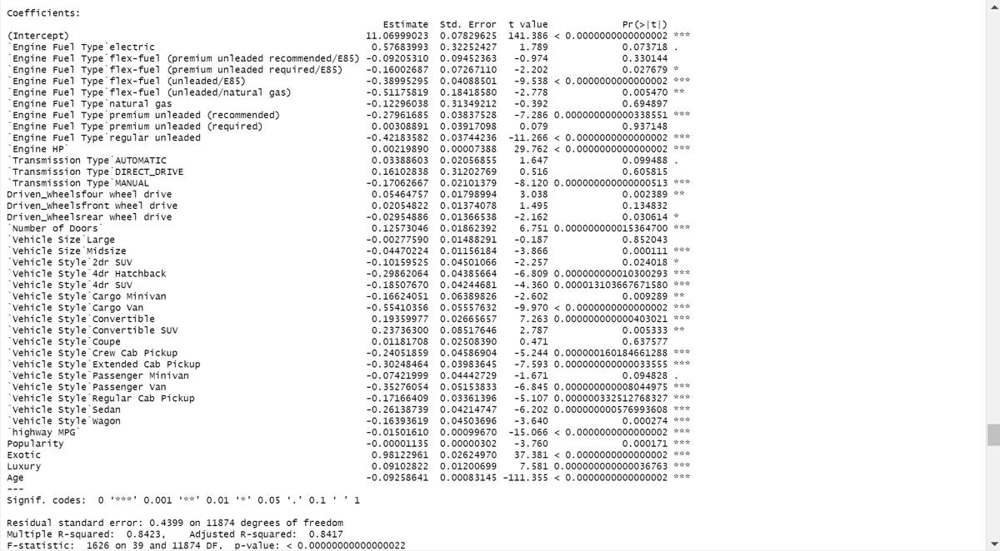 Coefficients:
Estimate Std. Error t value Pr(>|t|)
(Intercept) 11.06999023 0.07829625 141.386 < 0.0000000000000002 ***
`Engine Fuel Type`electric 0.57683993 0.32252427 1.789 0.073718 .
`Engine Fuel Type`flex-fuel (premium unleaded recommended/E85) -0.09205310 0.09452363 -0.974 0.330144
`Engine Fuel Type`flex-fuel (premium unleaded required/E85) -0.16002687 0.07267110 -2.202 0.027679 *
`Engine Fuel Type`flex-fuel (unleaded/E85) -0.38995295 0.04088501 -9.538 < 0.0000000000000002 ***
`Engine Fuel Type`flex-fuel (unleaded/natural gas) -0.51175819 0.18418580 -2.778 0.005470 **
`Engine Fuel Type`natural gas -0.12296038 0.31349212 -0.392 0.694897
`Engine Fuel Type`premium unleaded (recommended) -0.27961685 0.03837528 -7.286 0.000000000000338551 ***
`Engine Fuel Type`premium unleaded (required) 0.00308891 0.03917098 0.079 0.937148
`Engine Fuel Type`regular unleaded -0.42183582 0.03744236 -11.266 < 0.0000000000000002 ***
`Engine HP` 0.00219890 0.00007388 29.762 < 0.0000000000000002 ***
`Transmission Type`AUTOMATIC 0.03388603 0.02056855 1.647 0.099488 .
`Transmission Type`DIRECT_DRIVE 0.16102838 0.31202769 0.516 0.605815
`Transmission Type`MANUAL -0.17062667 0.02101379 -8.120 0.000000000000000513 ***
Driven_Wheelsfour wheel drive 0.05464757 0.01798994 3.038 0.002389 **
Driven_Wheelsfront wheel drive 0.02054822 0.01374078 1.495 0.134832
Driven_Wheelsrear wheel drive -0.02954886 0.01366538 -2.162 0.030614 *
`Number of Doors` 0.12573046 0.01862392 6.751 0.000000000015364700 ***
`Vehicle Size`Large -0.00277590 0.01488291 -0.187 0.852043
`Vehicle Size`Midsize -0.04470224 0.01156184 -3.866 0.000111 ***
`Vehicle Style`2dr SUV -0.10159525 0.04501066 -2.257 0.024018 *
`Vehicle Style`4dr Hatchback -0.29862064 0.04385664 -6.809 0.000000000010300293 ***
`Vehicle Style`4dr SUV -0.18507670 0.04244681 -4.360 0.000013103667671580 ***
`Vehicle Style`Cargo Minivan -0.16624051 0.06389826 -2.602 0.009289 **
`Vehicle Style`Cargo Van -0.55410356 0.05557632 -9.970 < 0.0000000000000002 ***
`Vehicle Style`Convertible 0.19359977 0.02665657 7.263 0.000000000000403021 ***
`Vehicle Style`Convertible SUV 0.23736300 0.08517646 2.787 0.005333 **
`Vehicle Style`Coupe 0.01181708 0.02508390 0.471 0.637577
`Vehicle Style`Crew Cab Pickup -0.24051859 0.04586904 -5.244 0.000000160184661288 ***
`Vehicle Style`Extended Cab Pickup -0.30248464 0.03983645 -7.593 0.000000000000033555 ***
`Vehicle Style`Passenger Minivan -0.07421999 0.04442729 -1.671 0.094828 .
`Vehicle Style`Passenger Van -0.35276054 0.05153833 -6.845 0.000000000008044975 ***
`Vehicle Style`Regular Cab Pickup -0.17166409 0.03361396 -5.107 0.000000332512768327 ***
`Vehicle Style`Sedan -0.26138739 0.04214747 -6.202 0.000000000576993608 ***
`Vehicle Style`Wagon -0.16393619 0.04503696 -3.640 0.000274 ***
`highway MPG` -0.01501610 0.00099670 -15.066 < 0.0000000000000002 ***
Popularity -0.00001135 0.00000302 -3.760 0.000171 ***
Exotic 0.98122961 0.02624970 37.381 < 0.0000000000000002 ***
Luxury 0.09102822 0.01200699 7.581 0.000000000000036763 ***
Age -0.09258641 0.00083145 -111.355 < 0.0000000000000002 ***
---
Signif. codes: 0 ‘***’ 0.001 ‘**’ 0.01 ‘*’ 0.05 ‘.’ 0.1 ‘ ’ 1
Residual standard error: 0.4399 on 11874 degrees of freedom
Multiple R-squared: 0.8423, Adjusted R-squared: 0.8417
F-statistic: 1626 on 39 and 11874 DF, p-value: < 0.00000000000000022